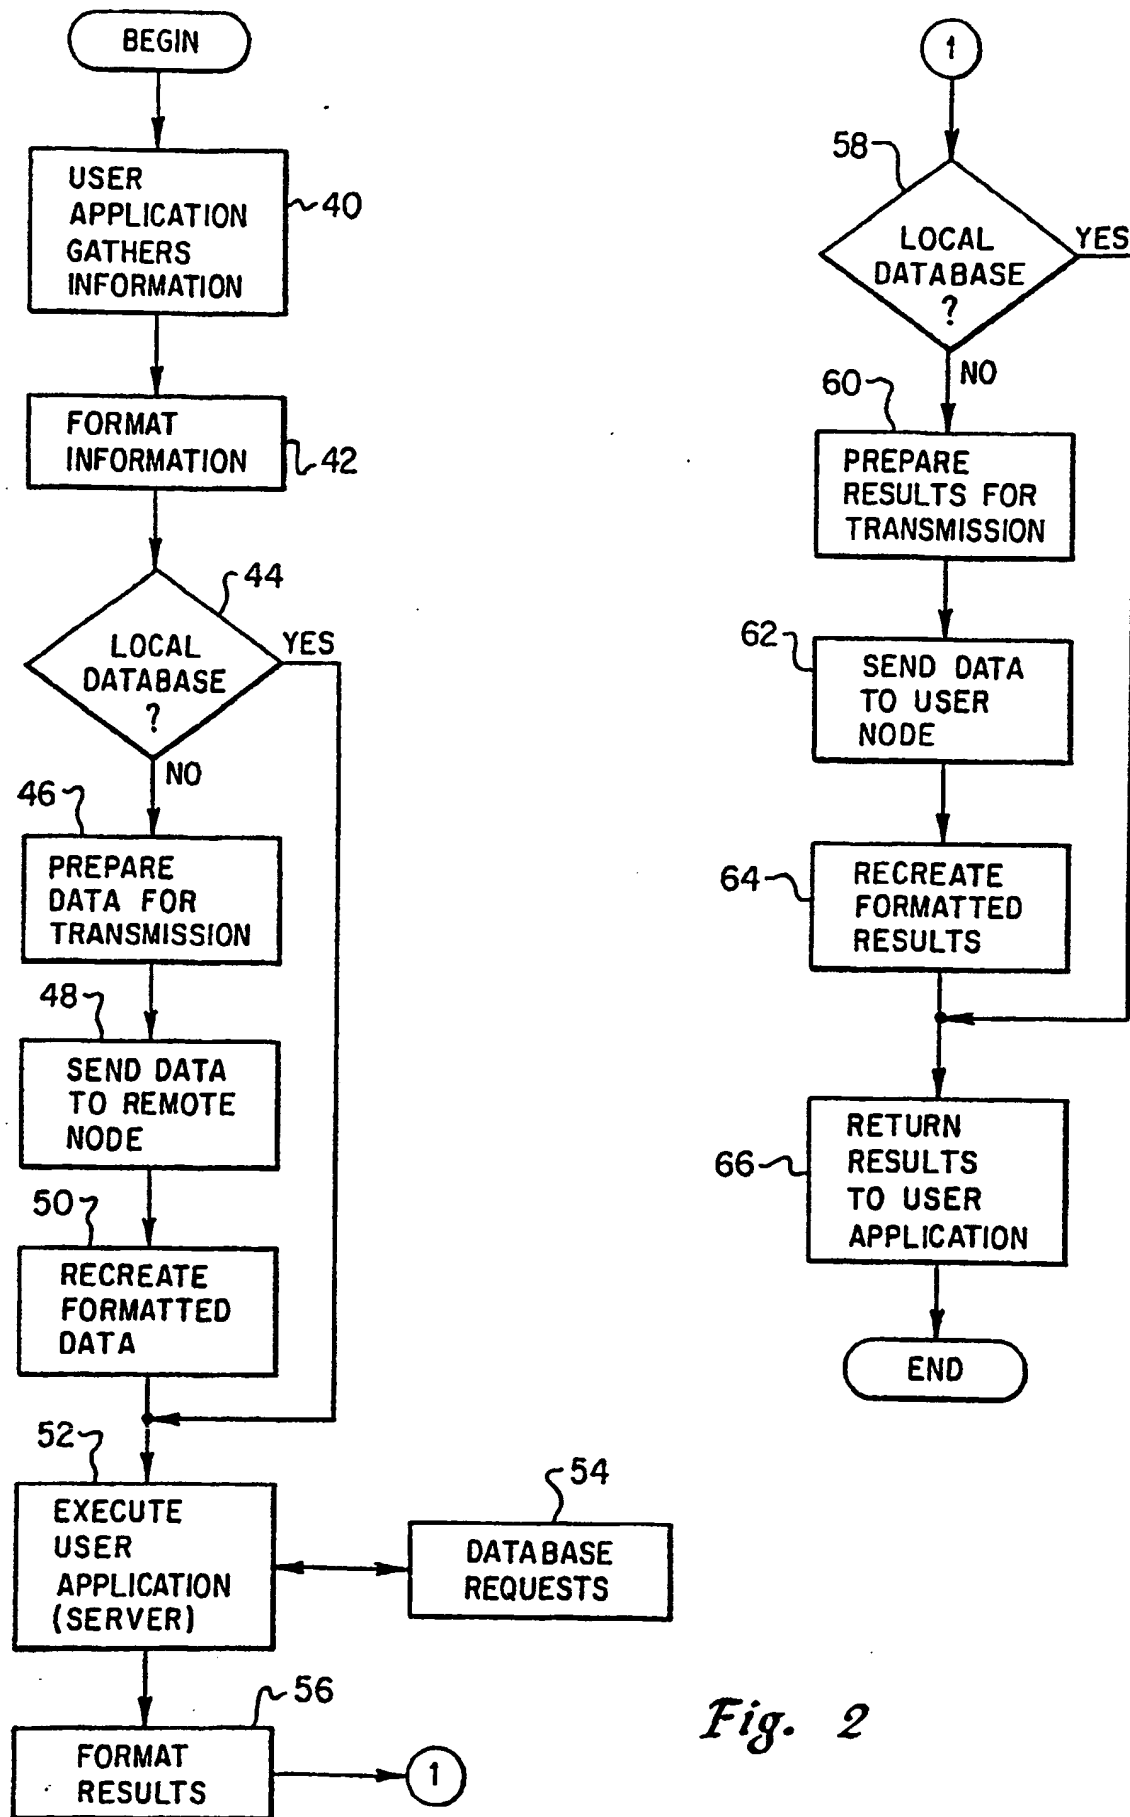 BEGIN
USER
APPLICATION
GATHERS
INFORMATION
40
FORMAT
INFORMATION
42
44
LOCAL
DATABASE
?
YES
NO
46
PREPARE
DATA FOR
TRANSMISSION
48
SEND DATA
TO REMOTE
NODE
50
RECREATE
FORMATTED
DATA
52
EXECUTE
USER
APPLICATION
(SERVER)
54
DATABASE
REQUESTS
56
FORMAT
RESULTS
1
1
58
LOCAL
DATABASE
?
YES
NO
60
PREPARE
RESULTS FOR
TRANSMISSION
62
SEND DATA
TO USER
NODE
64
RECREATE
FORMATTED
RESULTS
66
RETURN
RESULTS
TO USER
APPLICATION
END
Fig. 2